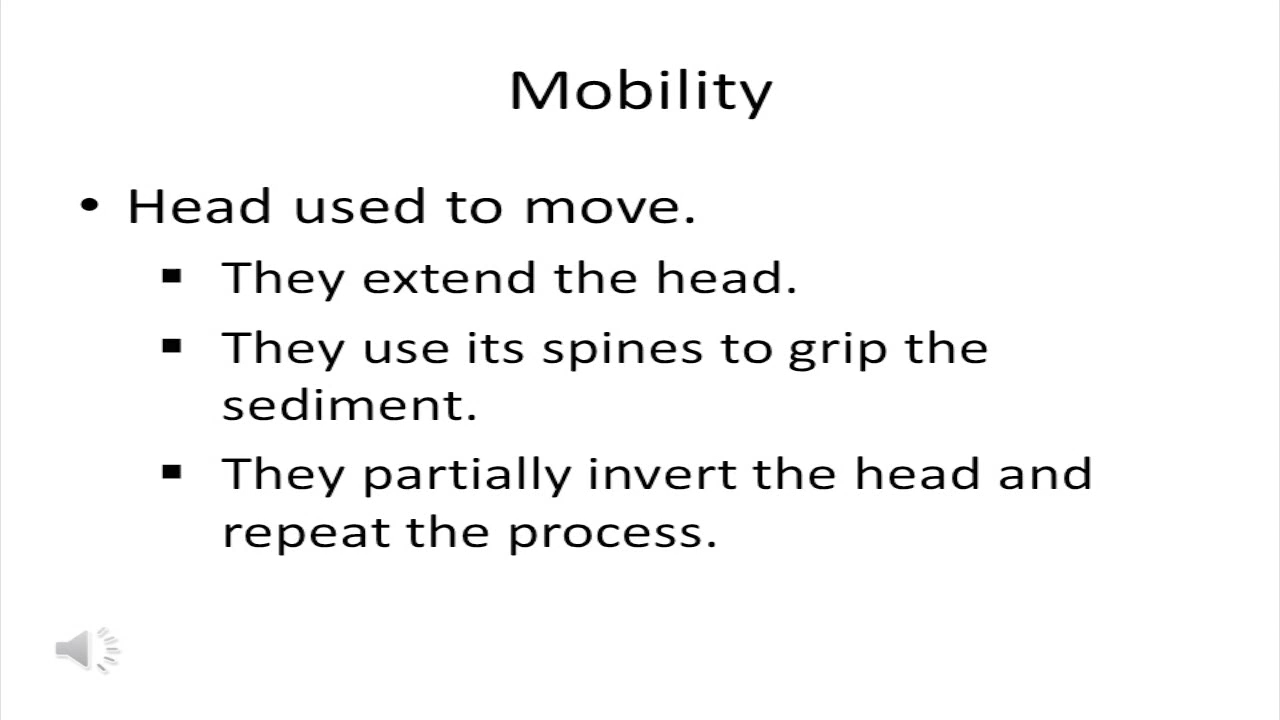 Mobility
• Head used to move.
▪ They extend the head.
▪ They use its spines to grip the
sediment.
▪ They partially invert the head and
repeat the process.